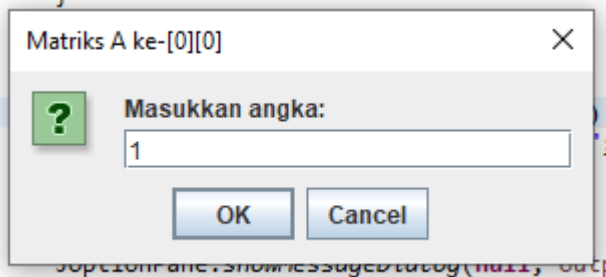 Matriks A ke-[0][0]
?
Masukkan angka:
1
OK Cancel
JOptionPane.showMessageDialog(null,